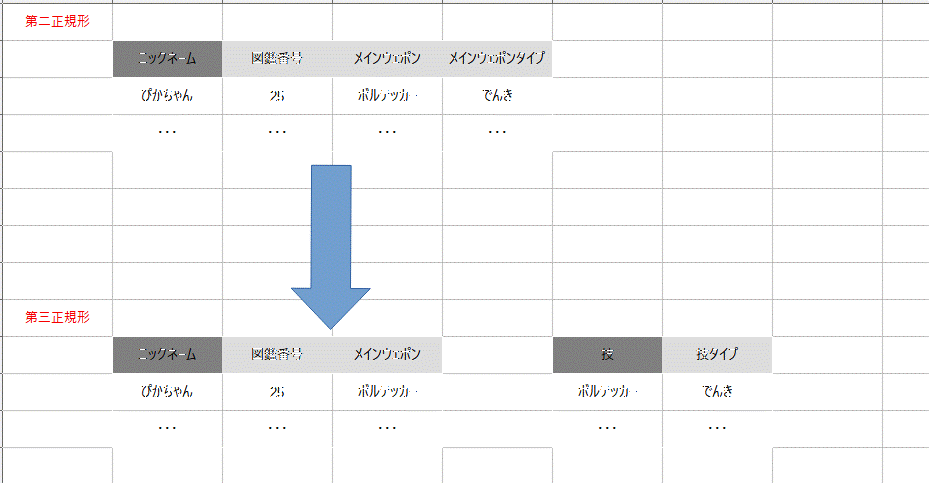 第二正規形
ニックネーム 図鑑番号 メインウェポン メインウェポンタイプ
ぴかちゃん 25 ボルテッカー でんき
・・・ ・・・ ・・・ ・・・
第三正規形
ニックネーム 図鑑番号 メインウェポン 技 技タイプ
ぴかちゃん 25 ボルテッカー ボルテッカー でんき
・・・ ・・・ ・・・ ・・・ ・・・